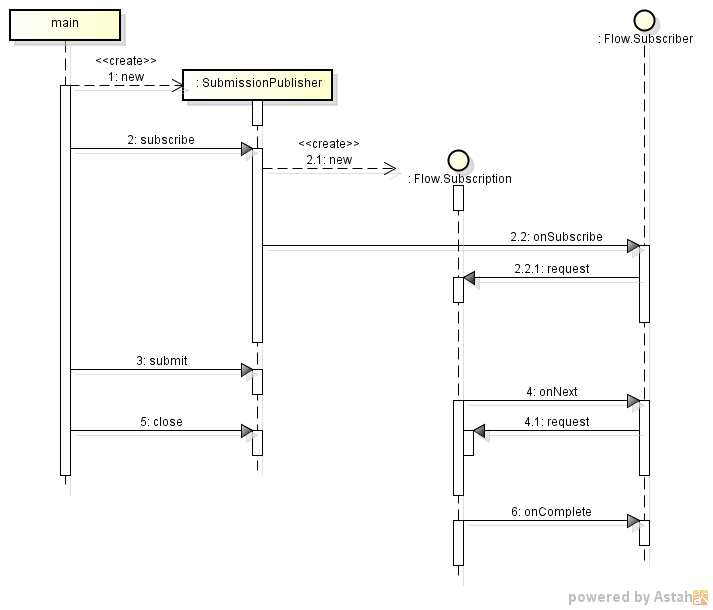 main
: Flow.Subscriber
<<create>>
1: new
: SubmissionPublisher
2: subscribe
<<create>>
2.1: new
: Flow.Subscription
2.2: onSubscribe
2.2.1: request
3: submit
4: onNext
5: close
4.1: request
6: onComplete
powered by Astah